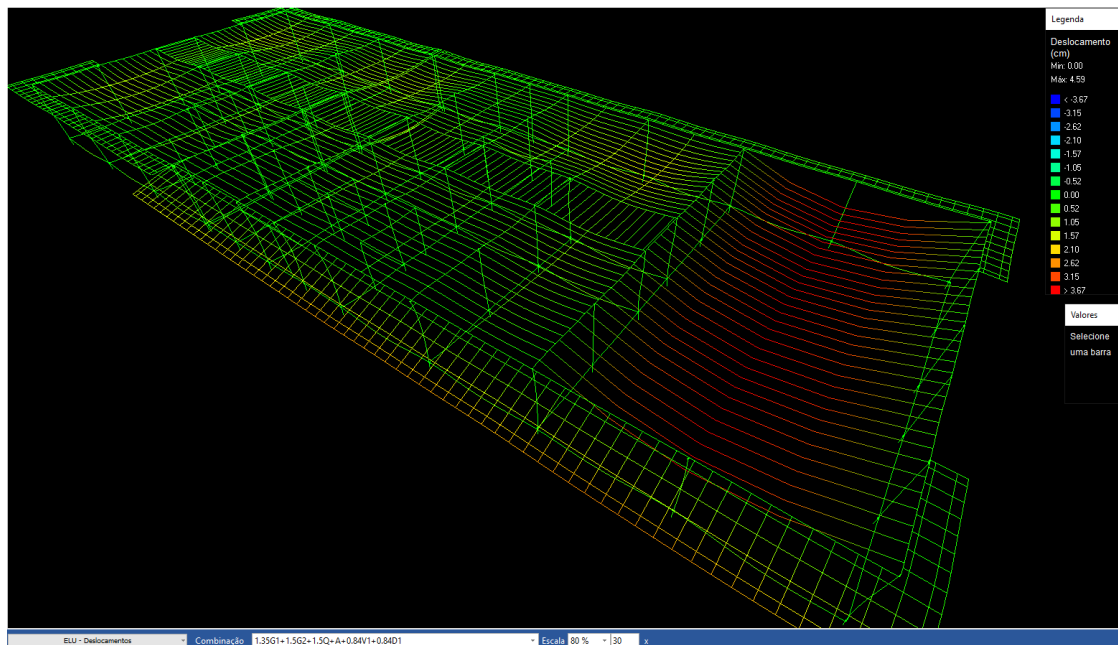 Legenda
Deslocamento
(cm)
Min: 0.00
Máx: 4.59
< -3.67
-3.15
-2.62
-2.10
-1.57
-1.05
-0.52
0.00
0.52
1.05
1.57
2.10
2.62
3.15
> 3.67
Valores
Selecione
uma barra
ELU - Deslocamentos Combinação 1.35G1+1.5G2+1.5Q+A+0.84V1+0.84D1 Escala 80 % 30 x